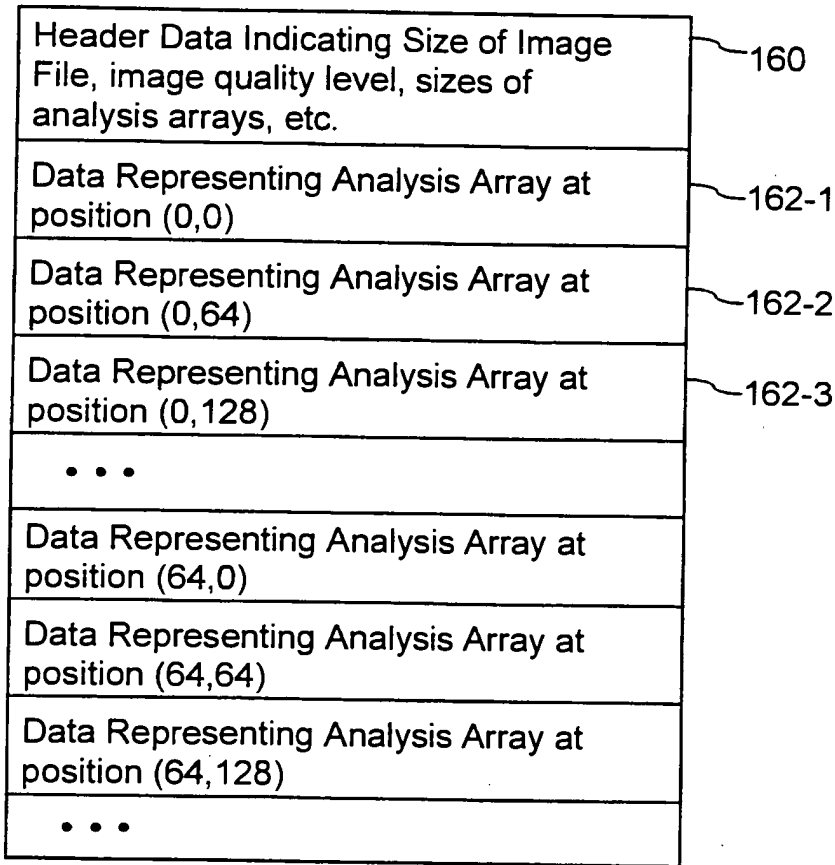 Header Data Indicating Size of Image
File, image quality level, sizes of
analysis arrays, etc.
160
Data Representing Analysis Array at
position (0,0)
162-1
Data Representing Analysis Array at
position (0,64)
162-2
Data Representing Analysis Array at
position (0,128)
162-3
• • •
Data Representing Analysis Array at
position (64,0)
Data Representing Analysis Array at
position (64,64)
Data Representing Analysis Array at
position (64,128)
• • •